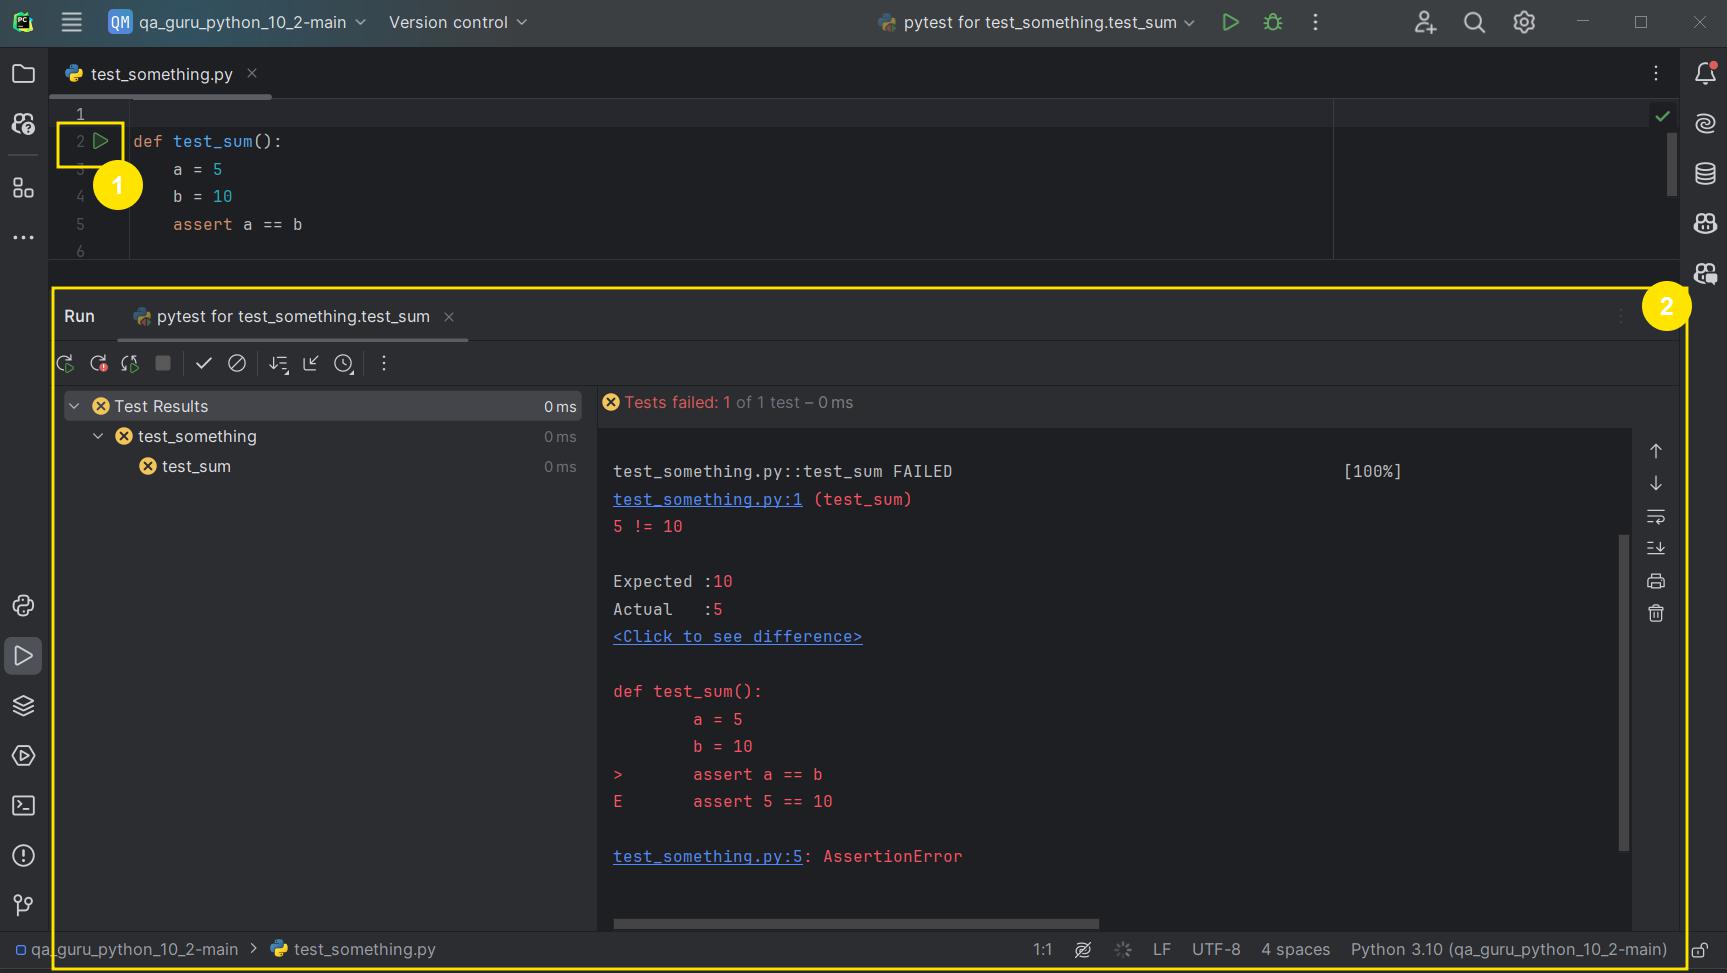 QM qa_guru_python_10_2-main Version control pytest for test_something.test_sum
test_something.py
1
2 def test_sum():
3 a = 5
1
4 b = 10
5 assert a == b
6
2
Run pytest for test_something.test_sum
Test Results 0 ms
Tests failed: 1 of 1 test – 0 ms
test_something 0 ms
test_sum 0 ms
test_something.py::test_sum FAILED [100%]
test_something.py:1 (test_sum)
5 != 10
Expected :10
Actual :5
<Click to see difference>
def test_sum():
a = 5
b = 10
> assert a == b
E assert 5 == 10
test_something.py:5: AssertionError
qa_guru_python_10_2-main > test_something.py 1:1 LF UTF-8 4 spaces Python 3.10 (qa_guru_python_10_2-main)